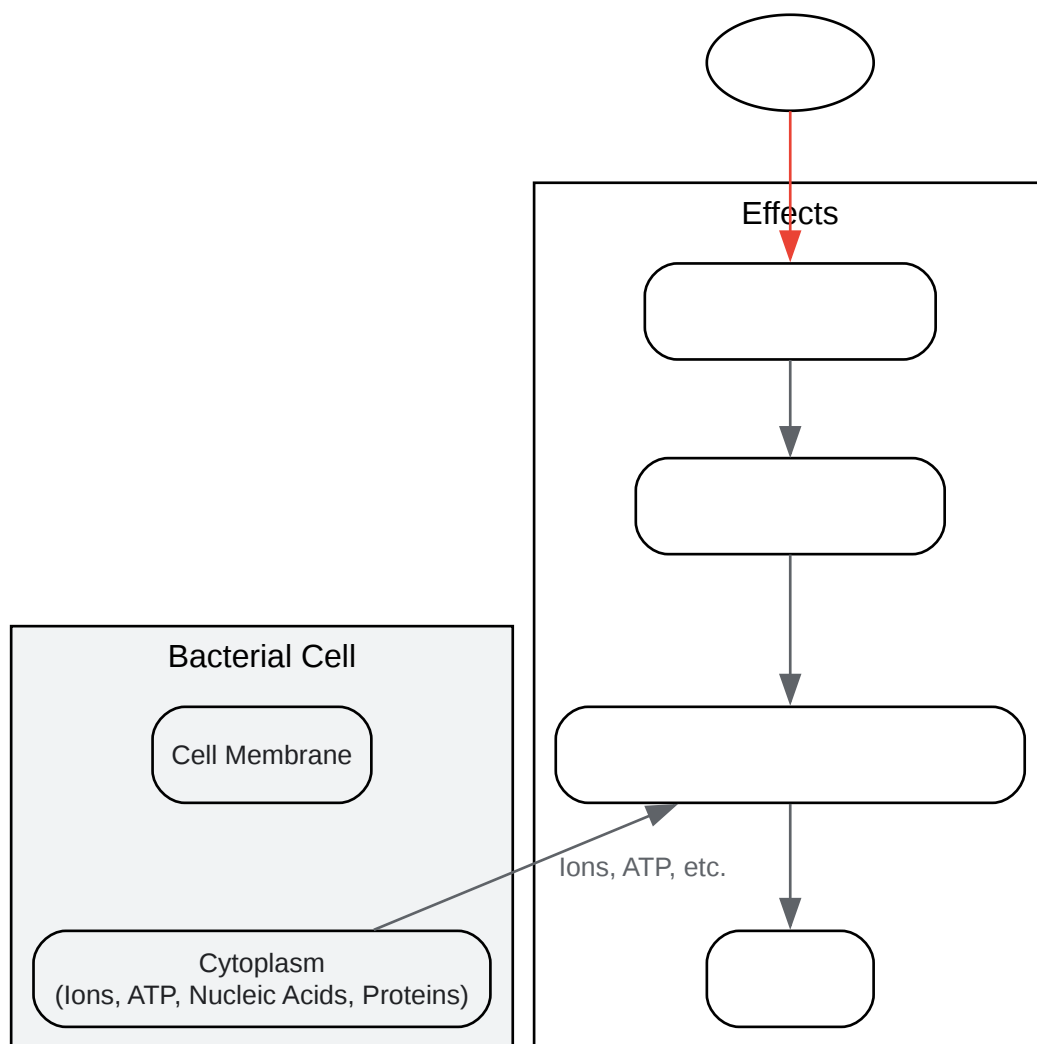 Effects
Bacterial Cell
Cell Membrane
Ions, ATP, etc.
Cytoplasm
(Ions, ATP, Nucleic Acids, Proteins)